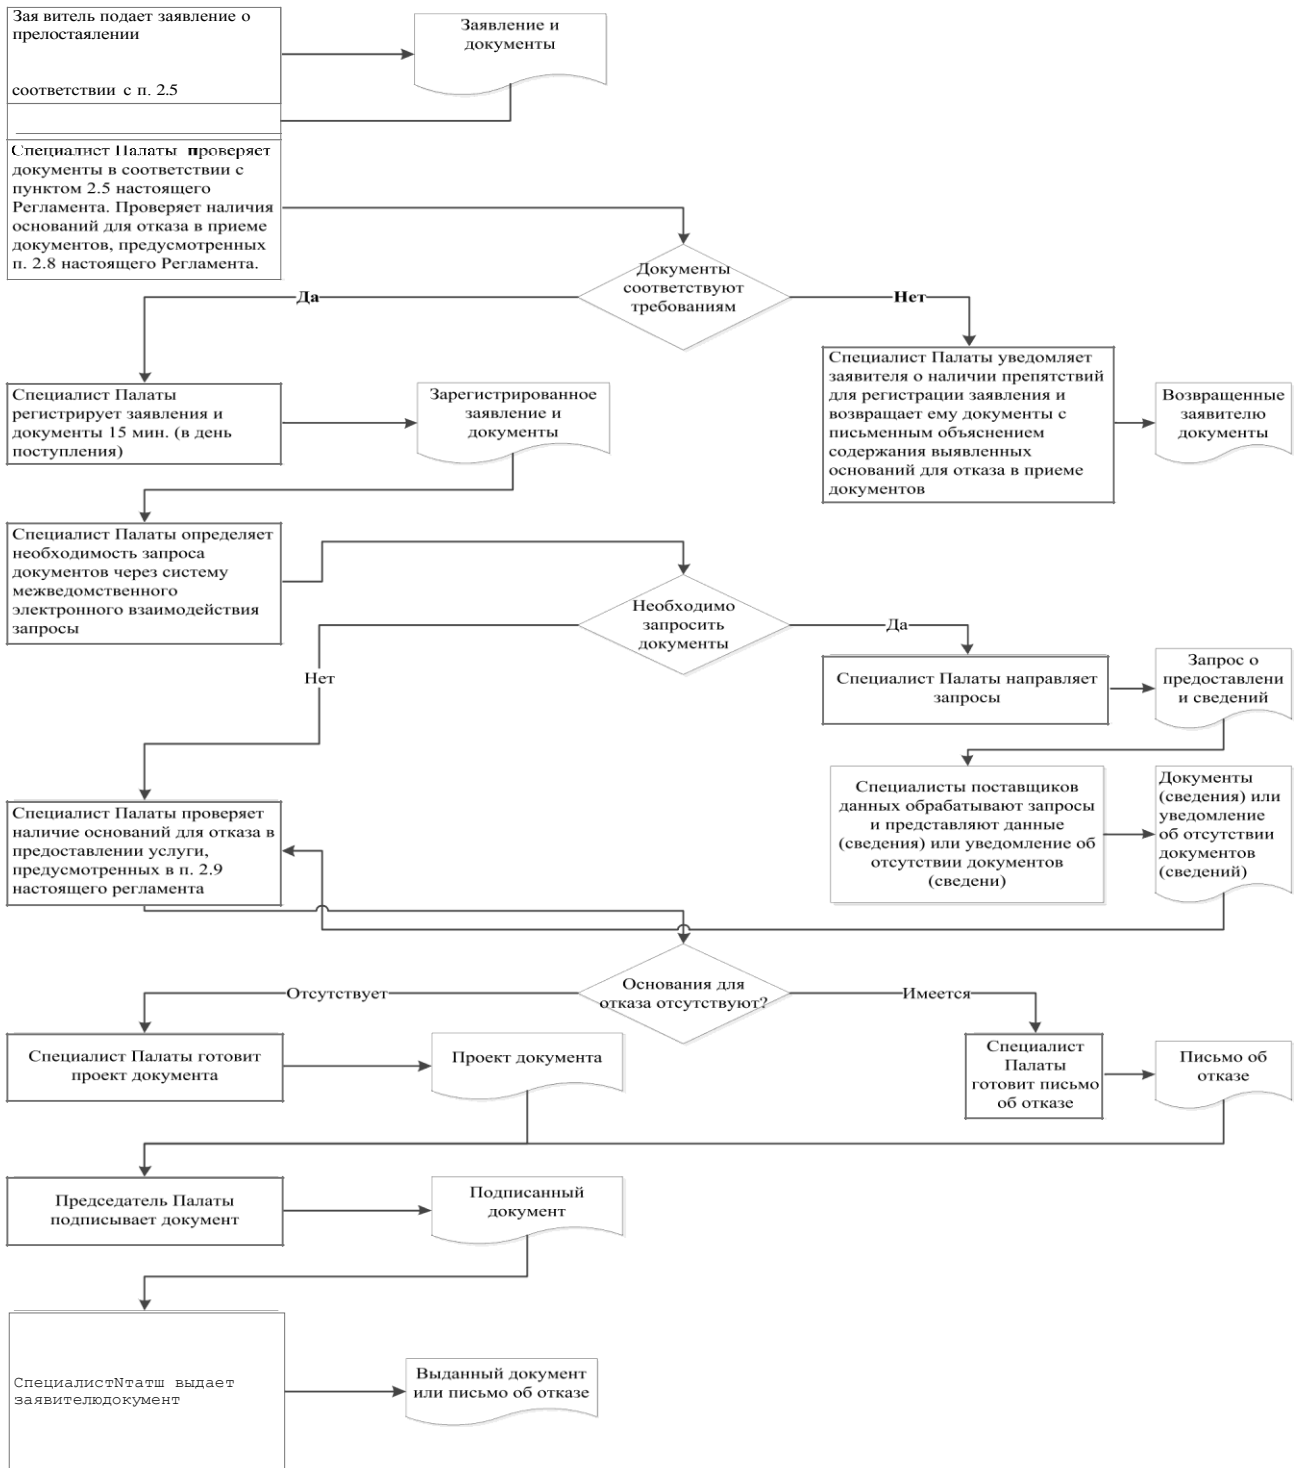 Зая витель подает заявление о
прелостаялении
соответствии с п. 2.5
Заявление и
документы
Специалист Палаты проверяет
документы в соответствии с
пунктом 2.5 настоящего
Регламента. Проверяет наличия
оснований для отказа в приеме
документов, предусмотренных
п. 2.8 настоящего Регламента.
Документы
соответствуют
требованиям
Да
Нет
Специалист Палаты
регистрирует заявления и
документы 15 мин. (в день
поступления)
Зарегистрированное
заявление и
документы
Специалист Палаты уведомляет
заявителя о наличии препятствий
для регистрации заявления и
возвращает ему документы с
письменным объяснением
содержания выявленных
оснований для отказа в приеме
документов
Возвращенные
заявителю
документы
Специалист Палаты определяет
необходимость запроса
документов через систему
межведомственного
электронного взаимодействия
запросы
Необходимо
запросить
документы
Да
Нет
Специалист Палаты направляет
запросы
Запрос о
предоставлени
и сведений
Специалист Палаты проверяет
наличие оснований для отказа в
предоставлении услуги,
предусмотренных в п. 2.9
настоящего регламента
Специалисты поставщиков
данных обрабатывают запросы
и представляют данные
(сведения) или уведомление об
отсутствии документов
(сведени)
Документы
(сведения) или
уведомление
об отсутствии
документов
(сведений)
Основания для
отказа отсутствуют?
Отсутствует
Имеется
Специалист Палаты готовит
проект документа
Проект документа
Специалист
Палаты
готовит письмо
об отказе
Письмо об
отказе
Председатель Палаты
подписывает документ
Подписанный
документ
СпециалистNтатш выдает
заявителюдокумент
Выданный документ
или письмо об отказе